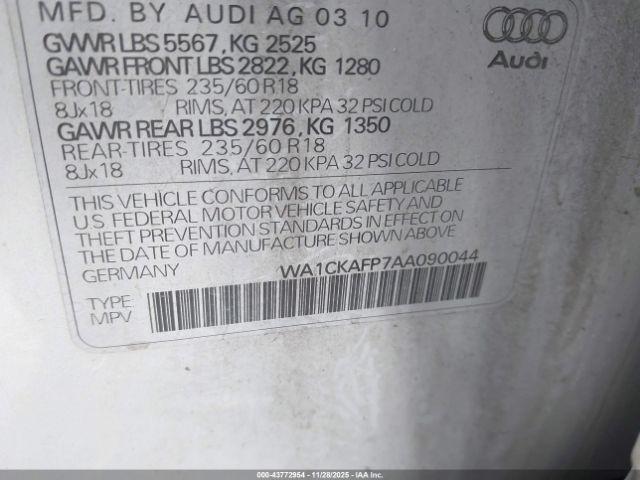 MFD. BY AUDI AG 03 10
GVWR LBS 5567, KG 2525
GAWR FRONT LBS 2822, KG 1280
FRONT-TIRES 235/60 R18
8Jx18 RIMS, AT 220 KPA 32 PSI COLD
GAWR REAR LBS 2976, KG 1350
REAR-TIRES 235/60 R18
8Jx18 RIMS, AT 220 KPA 32 PSI COLD
Audi
THIS VEHICLE CONFORMS TO ALL APPLICABLE
U.S. FEDERAL MOTOR VEHICLE SAFETY AND
THEFT PREVENTION STANDARDS IN EFFECT ON
THE DATE OF MANUFACTURE SHOWN ABOVE
GERMANY WA1CKAFP7AA090044
TYPE
MPV
000-43772954 - 11/28/2025 - www.iaai.com